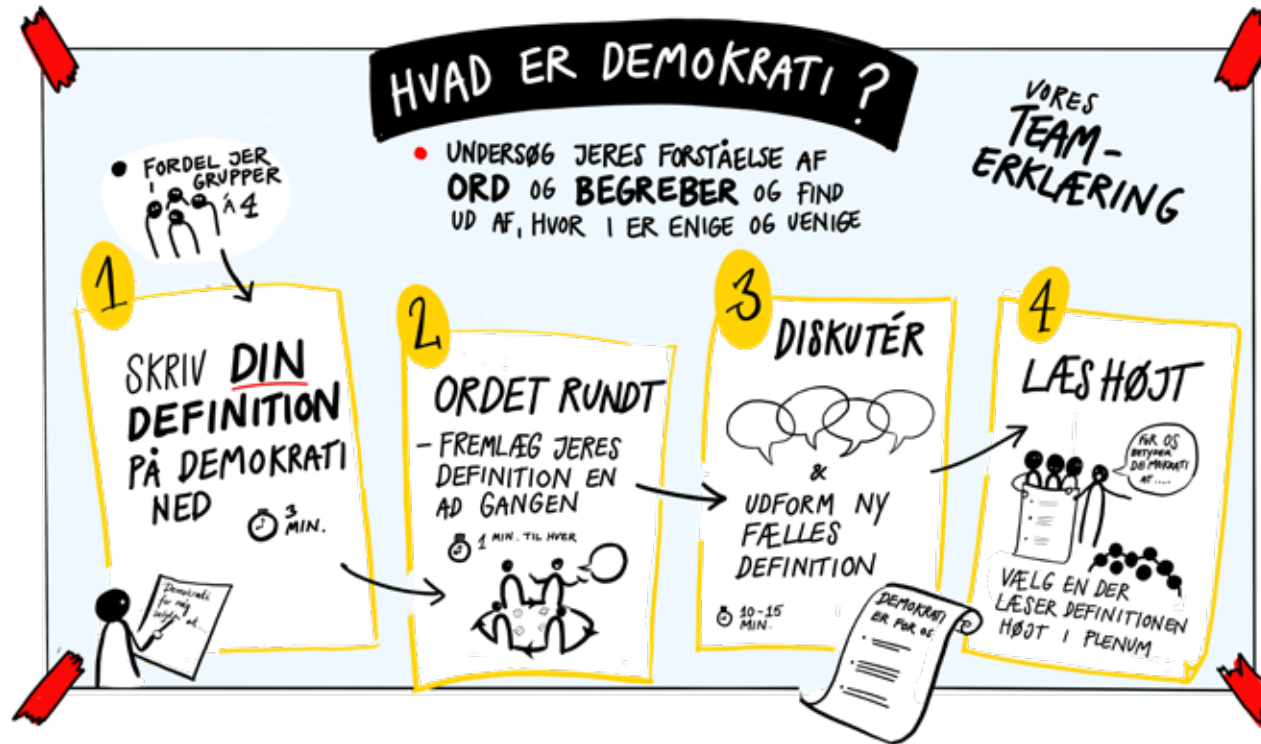 HVAD ER DEMOKRATI ?
• UNDERSØG JERES FORSTÅELSE AF
ORD OG BEGREBER OG FIND
UD AF, HVOR I ER ENIGE OG UENIGE
VORES
TEAM-
ERKLÆRING
• FORDEL JER
I GRUPPER
Á 4
1
SKRIV DIN
DEFINITION
PÅ DEMOKRATI
NED
3
MIN.
Demokrati
for mig
betyder at...
2
ORDET RUNDT
– FREMLÆG JERES
DEFINITION EN
AD GANGEN
1 MIN. TIL HVER
3
DISKUTÉR
&
UDFORM NY
FÆLLES
DEFINITION
10-15
MIN.
DEMOKRATI
ER FOR OS
4
LÆS HØJT
FOR OS
BETYDER
DEMOKRATI
AT ....
VÆLG EN DER
LÆSER DEFINITIONEN
HØJT I PLENUM